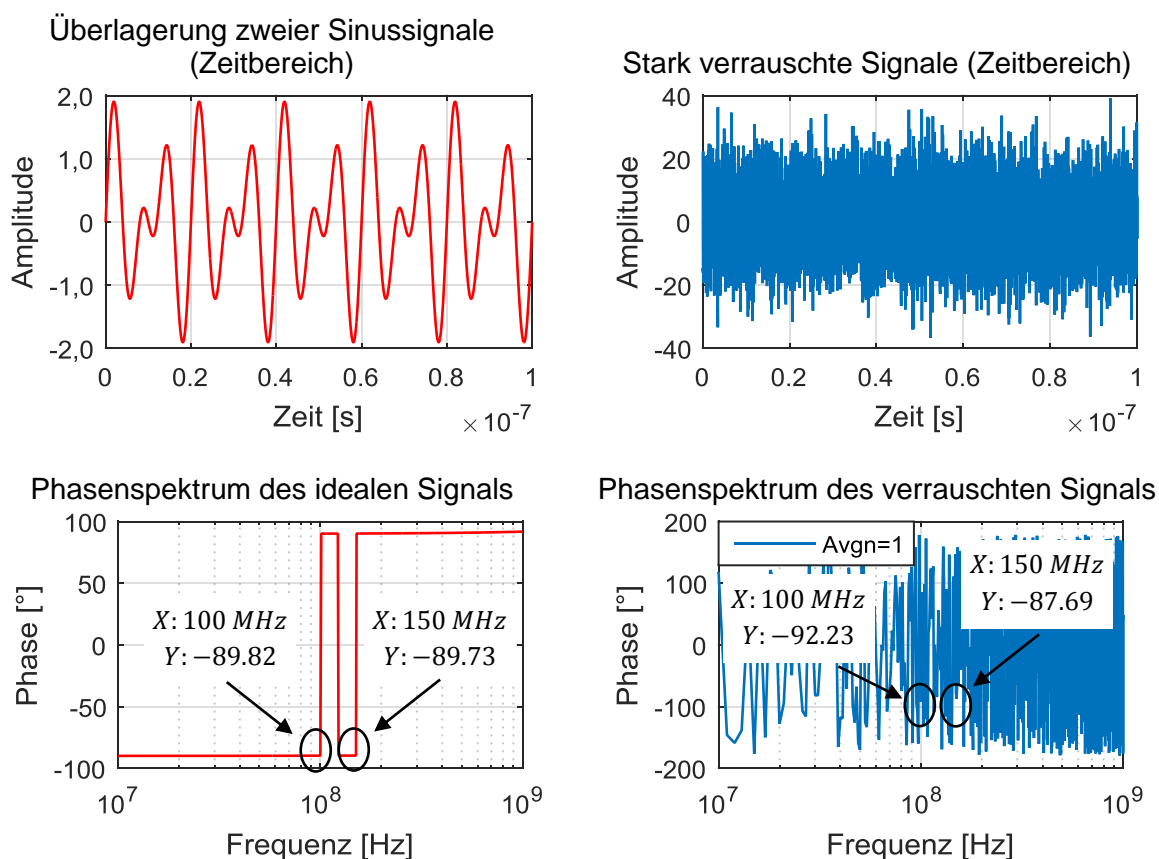 Überlagerung zweier Sinussignale
(Zeitbereich)
2,0
1,0
0
-1,0
-2,0
Amplitude
0
0.2
0.4
0.6
0.8
1
Zeit [s]
×10⁻⁷
Stark verrauschte Signale (Zeitbereich)
40
20
0
-20
-40
Amplitude
0
0.2
0.4
0.6
0.8
1
Zeit [s]
×10⁻⁷
Phasenspektrum des idealen Signals
100
50
0
-50
-100
Phase [°]
X: 100 MHz
Y: −89.82
X: 150 MHz
Y: −89.73
10⁷
10⁸
10⁹
Frequenz [Hz]
Phasenspektrum des verrauschten Signals
200
100
0
-100
-200
Phase [°]
Avgn=1
X: 100 MHz
Y: −92.23
X: 150 MHz
Y: −87.69
10⁷
10⁸
10⁹
Frequenz [Hz]